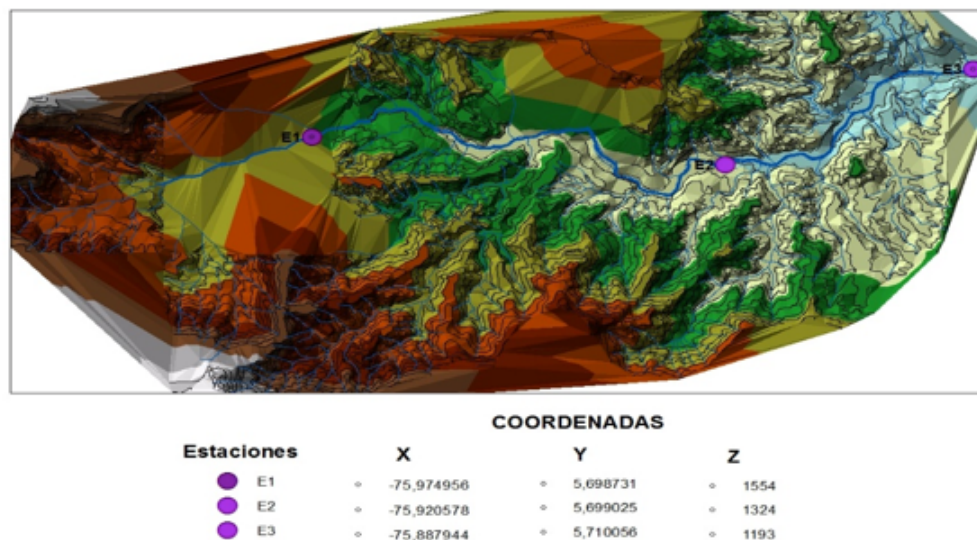 E3
E1
E2
COORDENADAS
Estaciones X Y Z
E1 -75,974956 5,698731 1554
E2 -75,920578 5,699025 1324
E3 -75,887944 5,710056 1193